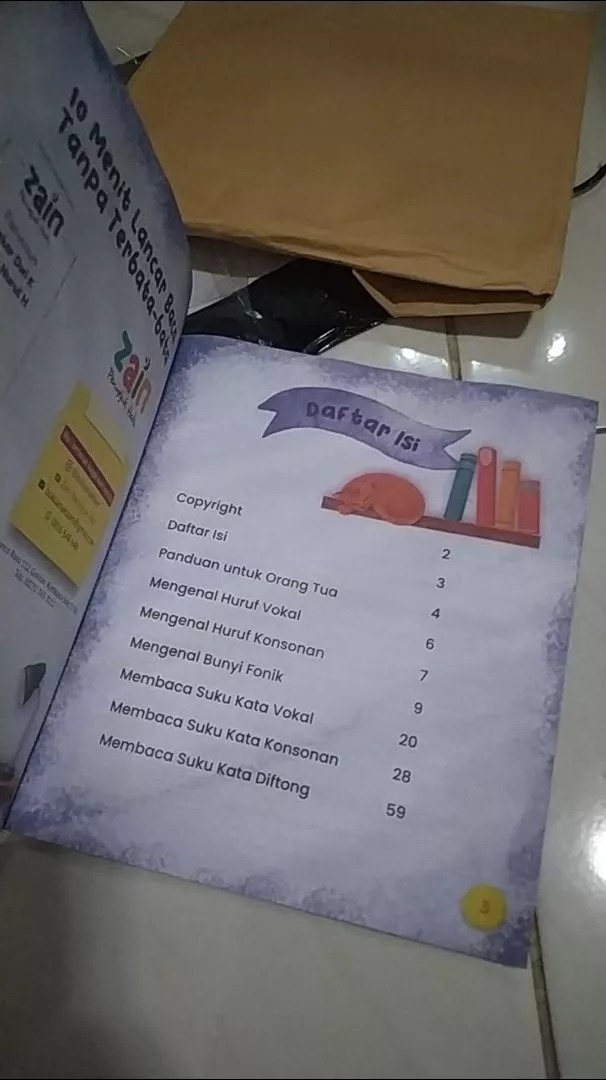 10 Menit Lancar Baca
Tanpa Terbata-bata
zain
zain
Daftar Isi
Copyright 2
Daftar Isi 3
Panduan untuk Orang Tua 4
Mengenal Huruf Vokal 6
Mengenal Huruf Konsonan 7
Mengenal Bunyi Fonik 9
Membaca Suku Kata Vokal 20
Membaca Suku Kata Konsonan 28
Membaca Suku Kata Diftong 59
3